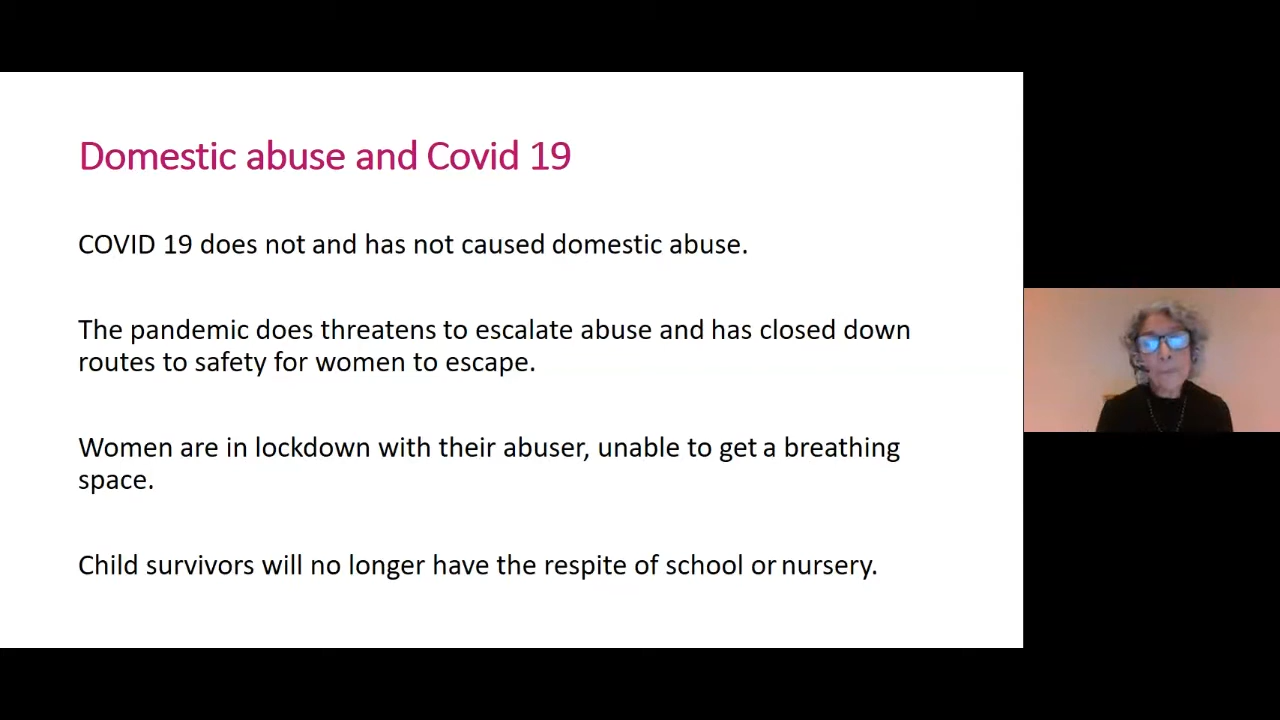 Domestic abuse and Covid 19
COVID 19 does not and has not caused domestic abuse.
The pandemic does threatens to escalate abuse and has closed down
routes to safety for women to escape.
Women are in lockdown with their abuser, unable to get a breathing
space.
Child survivors will no longer have the respite of school or nursery.